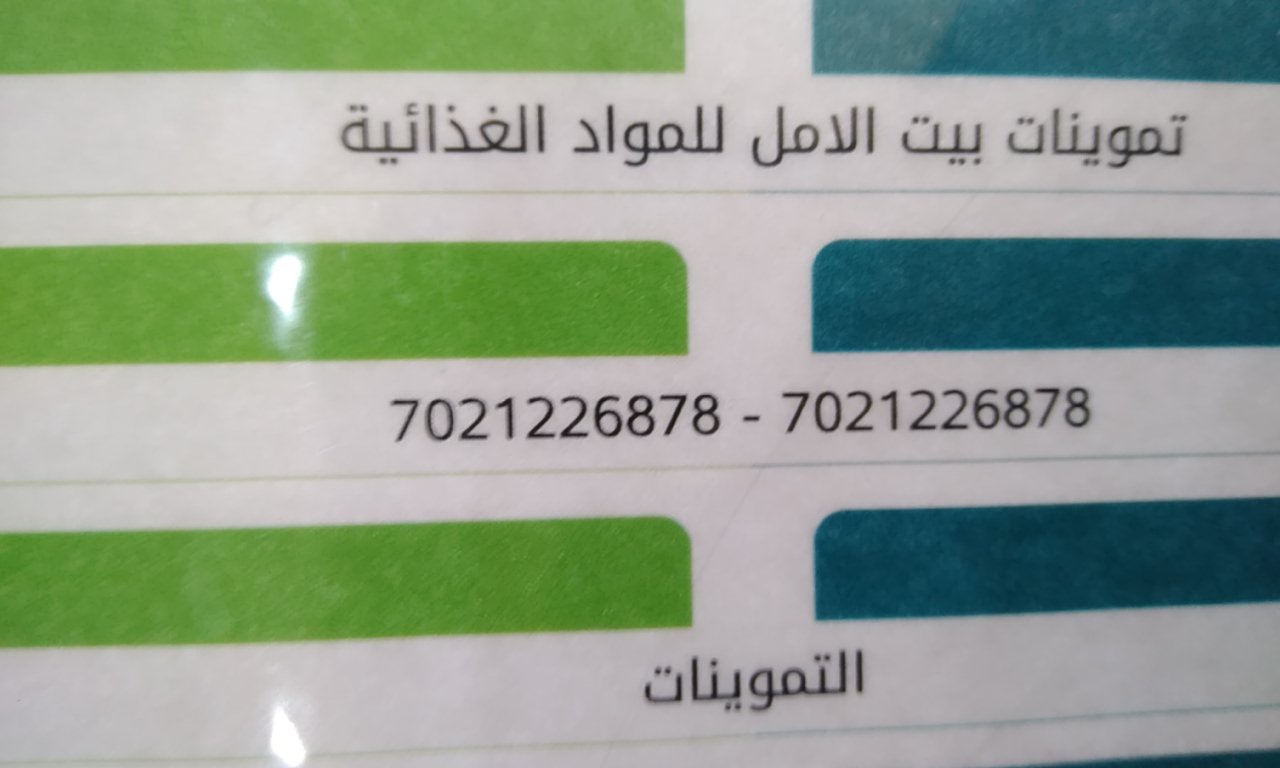 تموينات بيت الامل للمواد الغذائية
7021226878 - 7021226878
التموينات